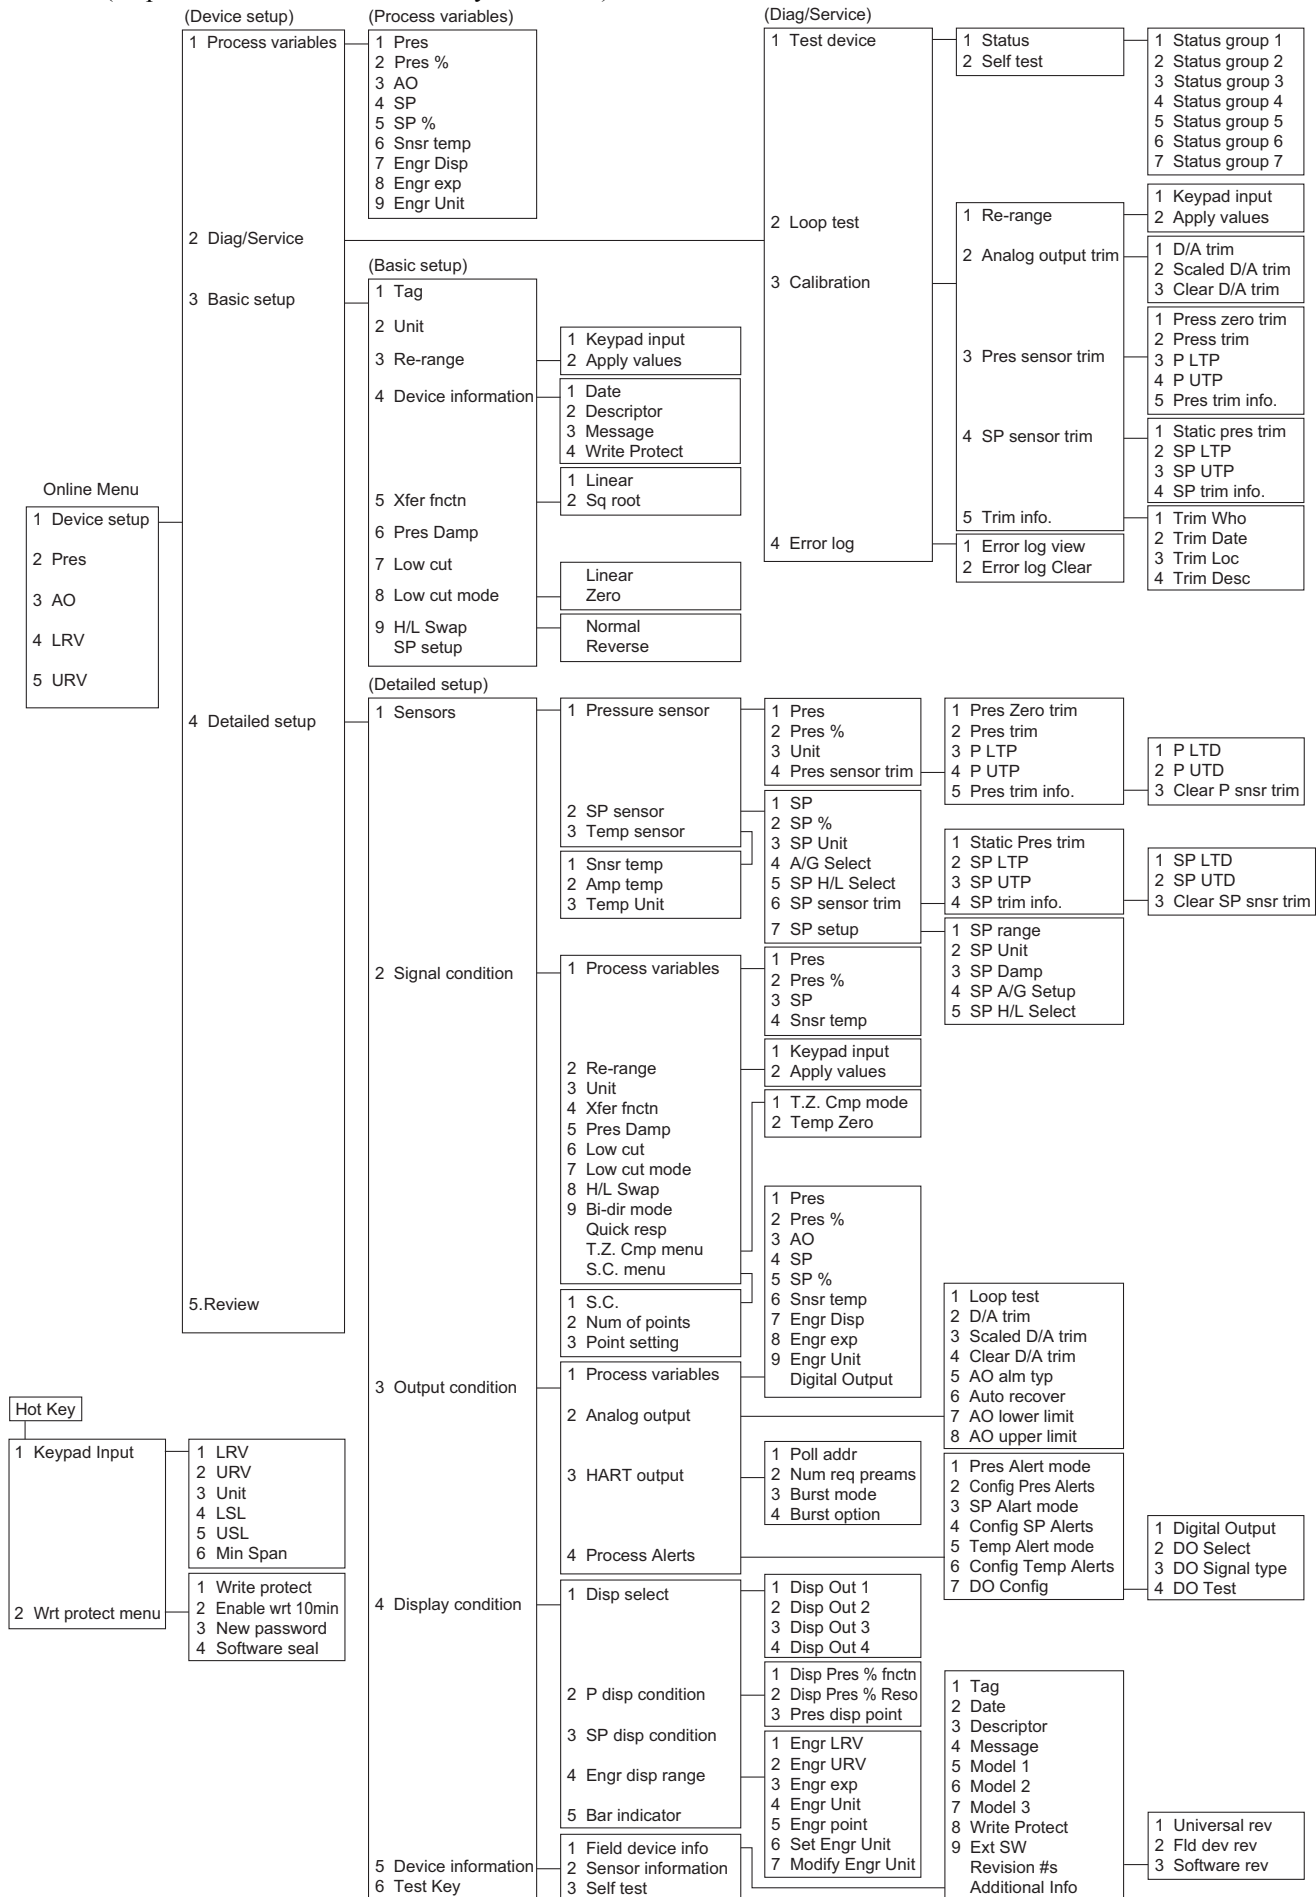 (Device setup)
1 Process variables
2 Diag/Service
3 Basic setup
4 Detailed setup
5.Review
(Process variables)
1 Pres
2 Pres %
3 AO
4 SP
5 SP %
6 Snsr temp
7 Engr Disp
8 Engr exp
9 Engr Unit
(Diag/Service)
1 Test device
2 Loop test
3 Calibration
4 Error log
1 Status
2 Self test
1 Status group 1
2 Status group 2
3 Status group 3
4 Status group 4
5 Status group 5
6 Status group 6
7 Status group 7
1 Re-range
2 Analog output trim
3 Pres sensor trim
4 SP sensor trim
5 Trim info.
1 Keypad input
2 Apply values
1 D/A trim
2 Scaled D/A trim
3 Clear D/A trim
1 Press zero trim
2 Press trim
3 P LTP
4 P UTP
5 Pres trim info.
1 Static pres trim
2 SP LTP
3 SP UTP
4 SP trim info.
1 Trim Who
2 Trim Date
3 Trim Loc
4 Trim Desc
1 Error log view
2 Error log Clear
(Basic setup)
1 Tag
2 Unit
3 Re-range
4 Device information
5 Xfer fnctn
6 Pres Damp
7 Low cut
8 Low cut mode
9 H/L Swap
SP setup
1 Keypad input
2 Apply values
1 Date
2 Descriptor
3 Message
4 Write Protect
1 Linear
2 Sq root
Linear
Zero
Normal
Reverse
Online Menu
1 Device setup
2 Pres
3 AO
4 LRV
5 URV
(Detailed setup)
1 Sensors
2 Signal condition
3 Output condition
4 Display condition
5 Device information
6 Test Key
1 Pressure sensor
2 SP sensor
3 Temp sensor
1 Snsr temp
2 Amp temp
3 Temp Unit
1 Pres
2 Pres %
3 Unit
4 Pres sensor trim
1 Pres Zero trim
2 Pres trim
3 P LTP
4 P UTP
5 Pres trim info.
1 P LTD
2 P UTD
3 Clear P snsr trim
1 SP
2 SP %
3 SP Unit
4 A/G Select
5 SP H/L Select
6 SP sensor trim
7 SP setup
1 Static Pres trim
2 SP LTP
3 SP UTP
4 SP trim info.
1 SP LTD
2 SP UTD
3 Clear SP snsr trim
1 SP range
2 SP Unit
3 SP Damp
4 SP A/G Setup
5 SP H/L Select
1 Process variables
2 Re-range
3 Unit
4 Xfer fnctn
5 Pres Damp
6 Low cut
7 Low cut mode
8 H/L Swap
9 Bi-dir mode
Quick resp
T.Z. Cmp menu
S.C. menu
1 Pres
2 Pres %
3 SP
4 Snsr temp
1 Keypad input
2 Apply values
1 T.Z. Cmp mode
2 Temp Zero
1 S.C.
2 Num of points
3 Point setting
1 Pres
2 Pres %
3 AO
4 SP
5 SP %
6 Snsr temp
7 Engr Disp
8 Engr exp
9 Engr Unit
Digital Output
1 Process variables
2 Analog output
3 HART output
4 Process Alerts
1 Loop test
2 D/A trim
3 Scaled D/A trim
4 Clear D/A trim
5 AO alm typ
6 Auto recover
7 AO lower limit
8 AO upper limit
1 Poll addr
2 Num req preams
3 Burst mode
4 Burst option
1 Pres Alert mode
2 Config Pres Alerts
3 SP Alart mode
4 Config SP Alerts
5 Temp Alert mode
6 Config Temp Alerts
7 DO Config
1 Digital Output
2 DO Select
3 DO Signal type
4 DO Test
Hot Key
1 Keypad Input
2 Wrt protect menu
1 LRV
2 URV
3 Unit
4 LSL
5 USL
6 Min Span
1 Write protect
2 Enable wrt 10min
3 New password
4 Software seal
1 Disp select
2 P disp condition
3 SP disp condition
4 Engr disp range
5 Bar indicator
1 Disp Out 1
2 Disp Out 2
3 Disp Out 3
4 Disp Out 4
1 Disp Pres % fnctn
2 Disp Pres % Reso
3 Pres disp point
1 Engr LRV
2 Engr URV
3 Engr exp
4 Engr Unit
5 Engr point
6 Set Engr Unit
7 Modify Engr Unit
1 Field device info
2 Sensor information
3 Self test
1 Tag
2 Date
3 Descriptor
4 Message
5 Model 1
6 Model 2
7 Model 3
8 Write Protect
9 Ext SW
Revision #s
Additional Info
1 Universal rev
2 Fld dev rev
3 Software rev